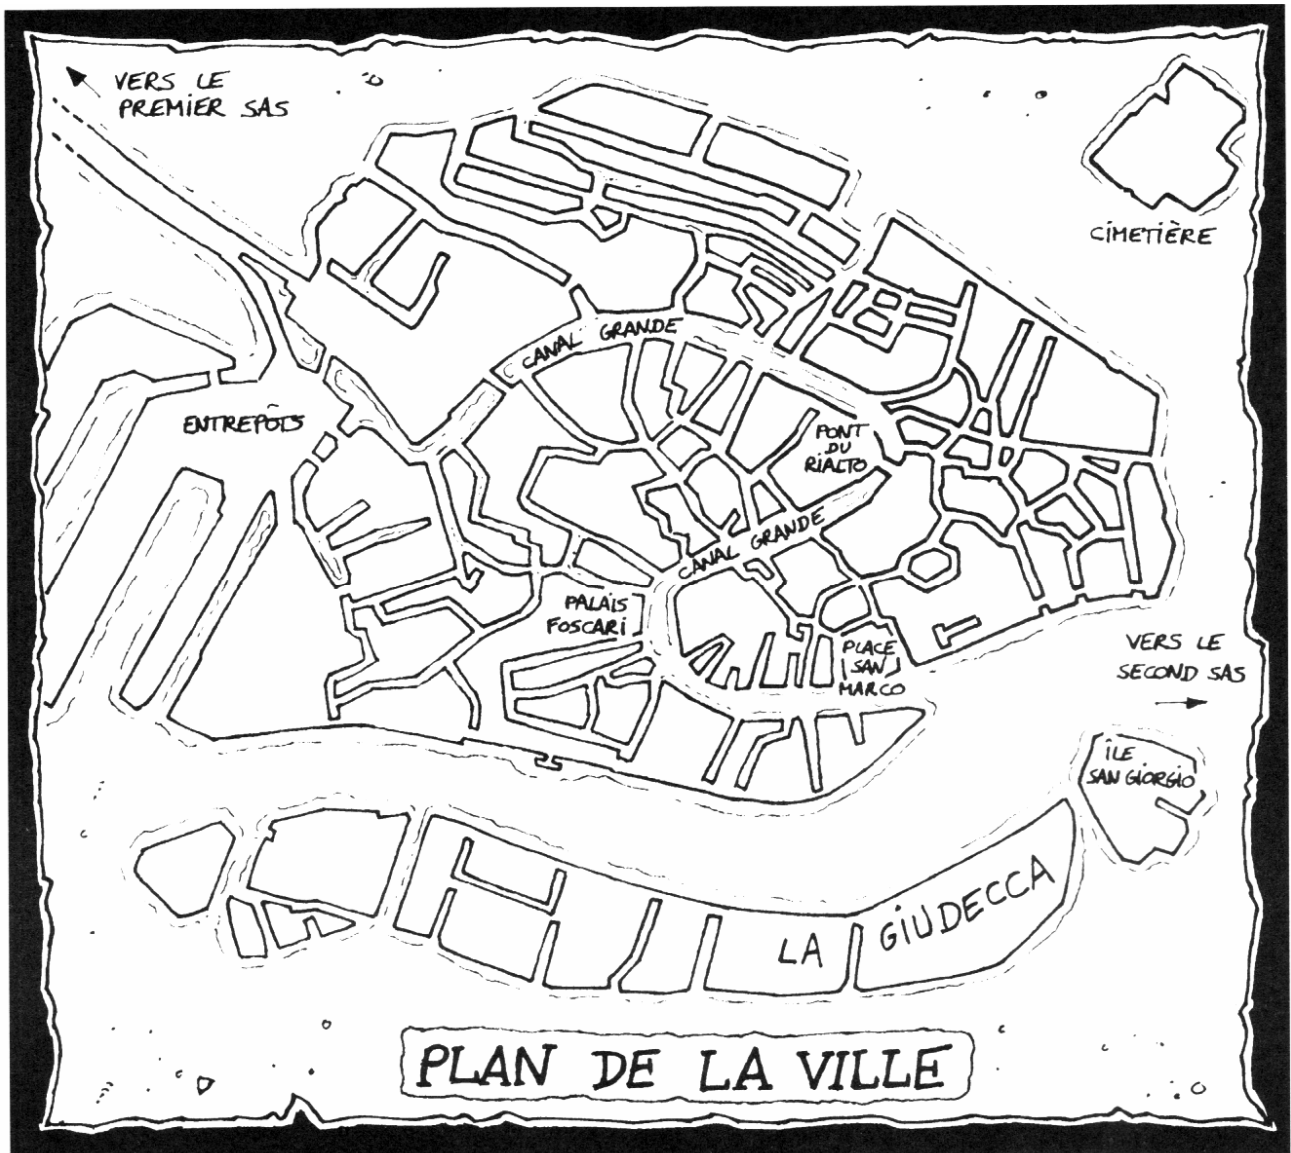 VERS LE
PREMIER SAS
CIMETIÈRE
CANAL GRANDE
ENTREPÔTS
PONT
DU
RIALTO
CANAL GRANDE
PALAIS
FOSCARI
PLACE
SAN
MARCO
VERS LE
SECOND SAS
ÎLE
SAN GIORGIO
LA GIUDECCA
PLAN DE LA VILLE